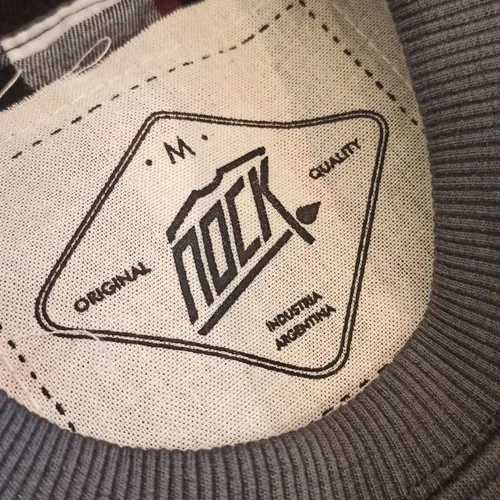 · M ·
ORIGINAL
NOCK
QUALITY
INDUSTRIA
ARGENTINA